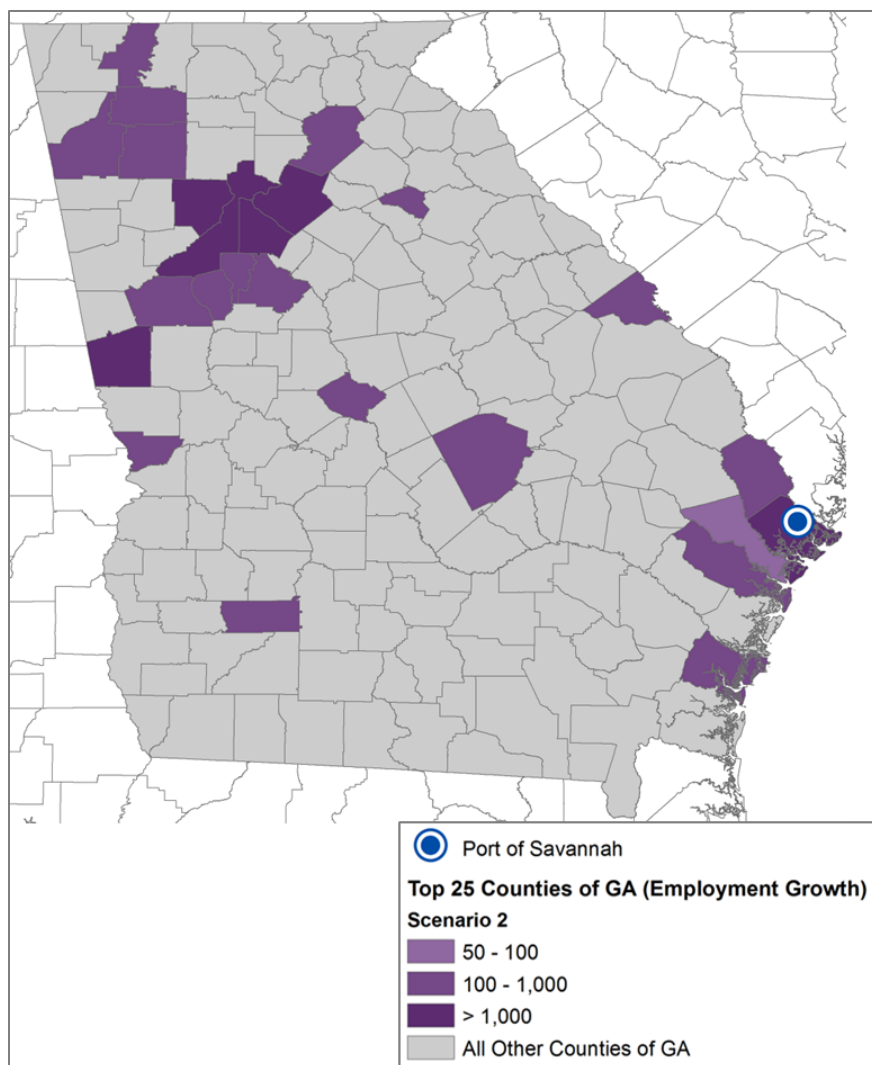 Port of Savannah
Top 25 Counties of GA (Employment Growth)
Scenario 2
50 - 100
100 - 1,000
> 1,000
All Other Counties of GA